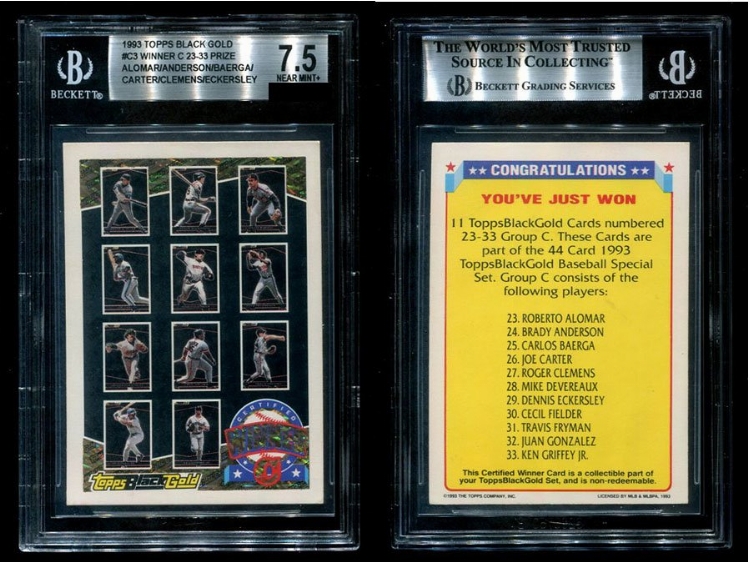 1993 TOPPS BLACK GOLD
#C3 WINNER C 23-33 PRIZE
ALOMAR/ANDERSON/BAERGA/
CARTER/CLEMENS/ECKERSLEY
7.5
NEAR MINT+
B
BECKETT®
CERTIFIED
WINNER
ToppsBlackGold
THE WORLD'S MOST TRUSTED
SOURCE IN COLLECTING™
B BECKETT GRADING SERVICES
BECKETT®
CONGRATULATIONS
YOU'VE JUST WON
11 ToppsBlackGold Cards numbered
23-33 Group C. These Cards are
part of the 44 Card 1993
ToppsBlackGold Baseball Special
Set. Group C consists of the
following players:
23. ROBERTO ALOMAR
24. BRADY ANDERSON
25. CARLOS BAERGA
26. JOE CARTER
27. ROGER CLEMENS
28. MIKE DEVEREAUX
29. DENNIS ECKERSLEY
30. CECIL FIELDER
31. TRAVIS FRYMAN
32. JUAN GONZALEZ
33. KEN GRIFFEY JR.
This Certified Winner Card is a collectible part of
your ToppsBlackGold Set, and is non-redeemable.
©1993 THE TOPPS COMPANY, INC.
LICENSED BY MLB & MLBPA, 1993